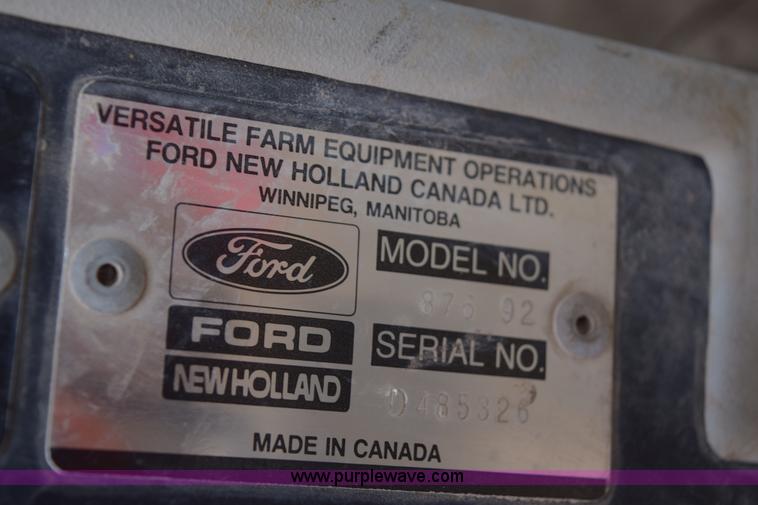 VERSATILE FARM EQUIPMENT OPERATIONS
FORD NEW HOLLAND CANADA LTD.
WINNIPEG, MANITOBA
Ford
MODEL NO.
876 92
FORD
SERIAL NO.
NEW HOLLAND
D485326
MADE IN CANADA
www.purplewave.com